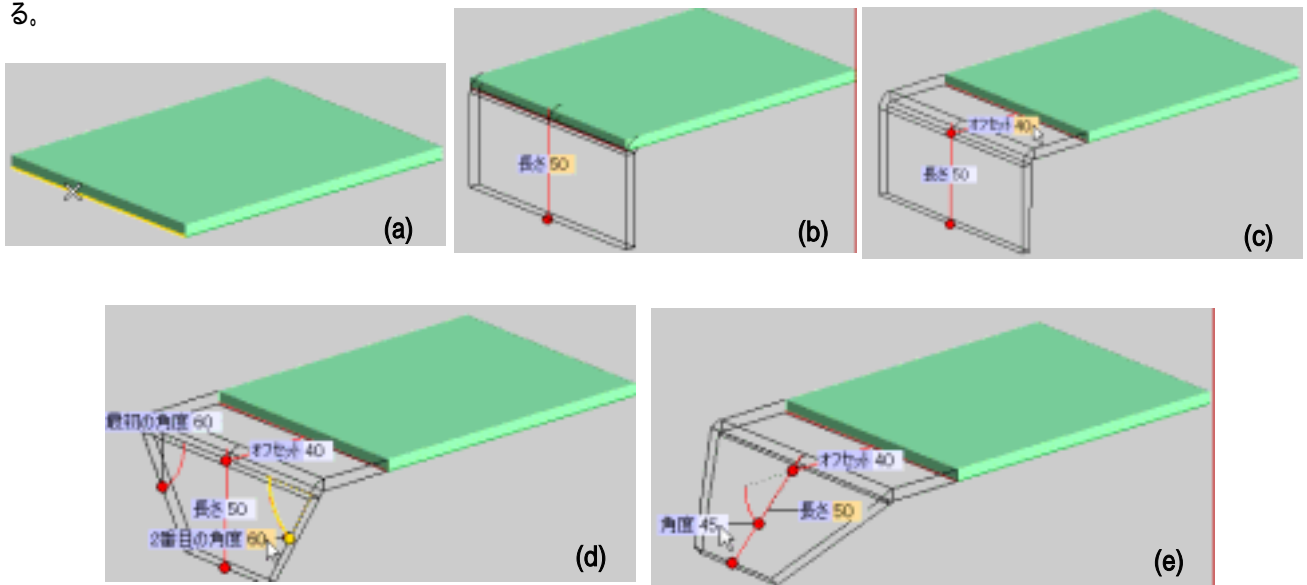 る。
(a)
長さ 50
(b)
オフセット 40
長さ 50
(c)
最初の角度 60
オフセット 40
長さ 50
2番目の角度 60
(d)
オフセット 40
長さ 50
角度 45
(e)